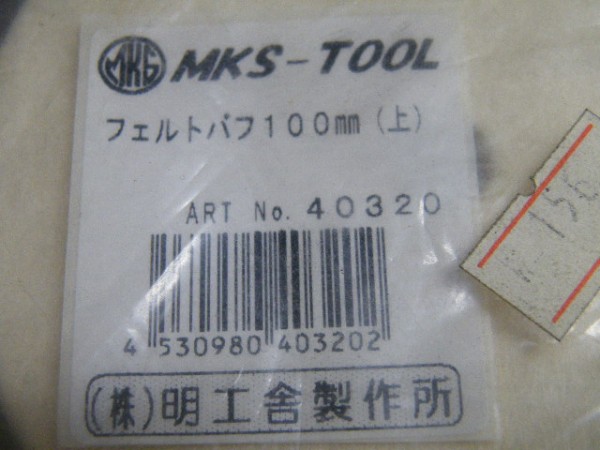 MKG MKS-TOOL
フェルトバフ100mm(上)
ART No. 40320
4 530980 403202
(株)明工舎製作所